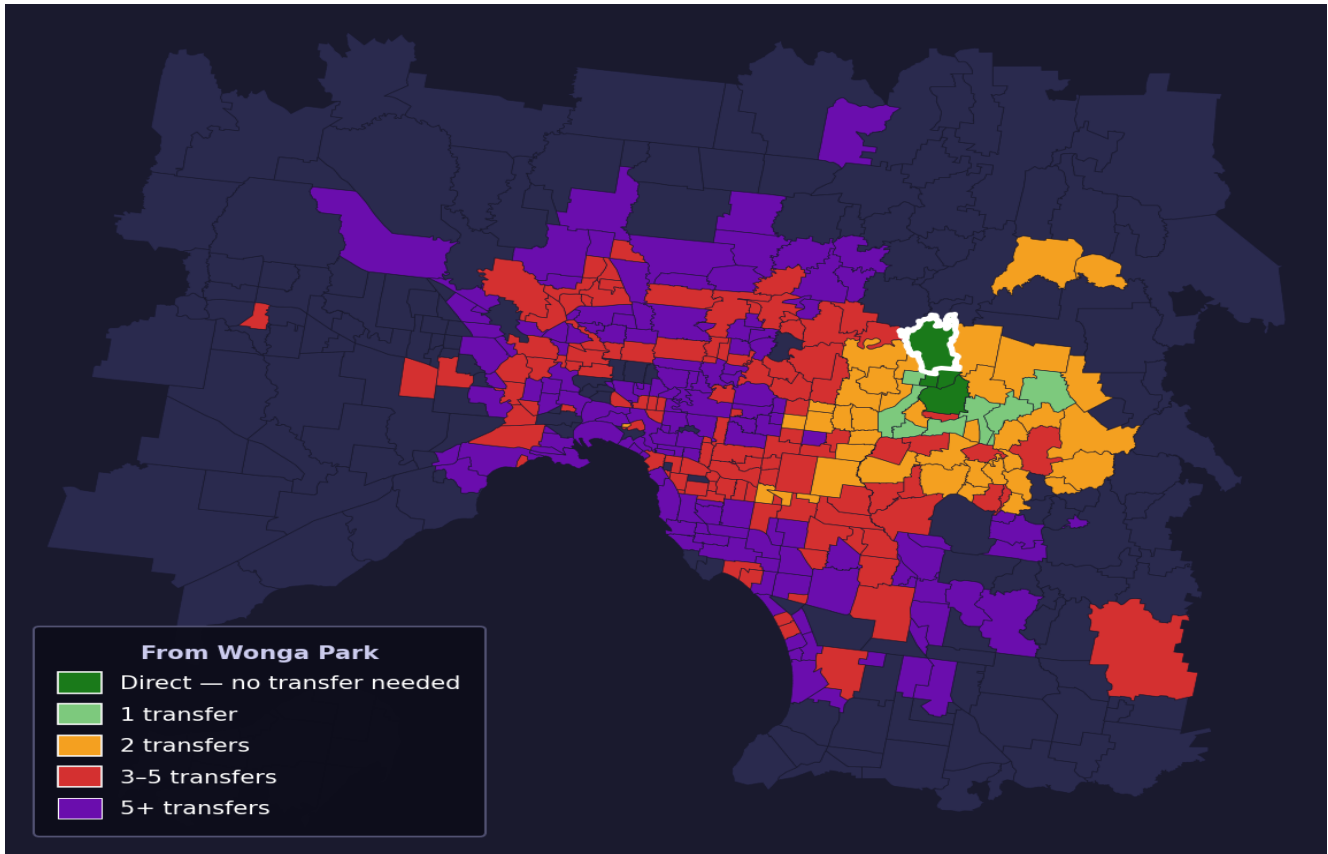 From Wonga Park
Direct — no transfer needed
1 transfer
2 transfers
3–5 transfers
5+ transfers